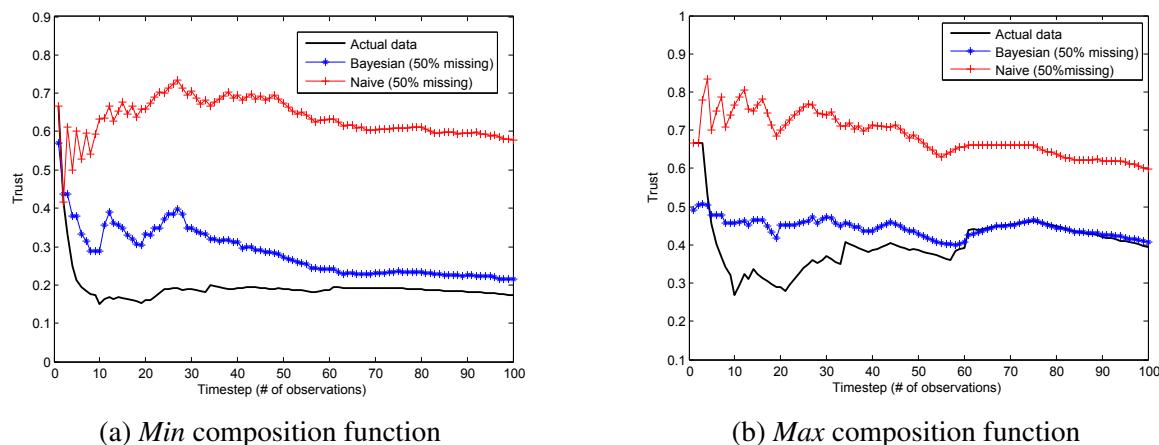 0.9
0.8
0.7
0.6
0.5
0.4
0.3
0.2
0.1
0
Trust
0 10 20 30 40 50 60 70 80 90 100
Timestep (# of observations)
Actual data
Bayesian (50% missing)
Naive (50% missing)
(a) Min composition function
1
0.9
0.8
0.7
0.6
0.5
0.4
0.3
0.2
0.1
Trust
0 10 20 30 40 50 60 70 80 90 100
Timestep (# of observations)
Actual data
Bayesian (50% missing)
Naive (50%missing)
(b) Max composition function